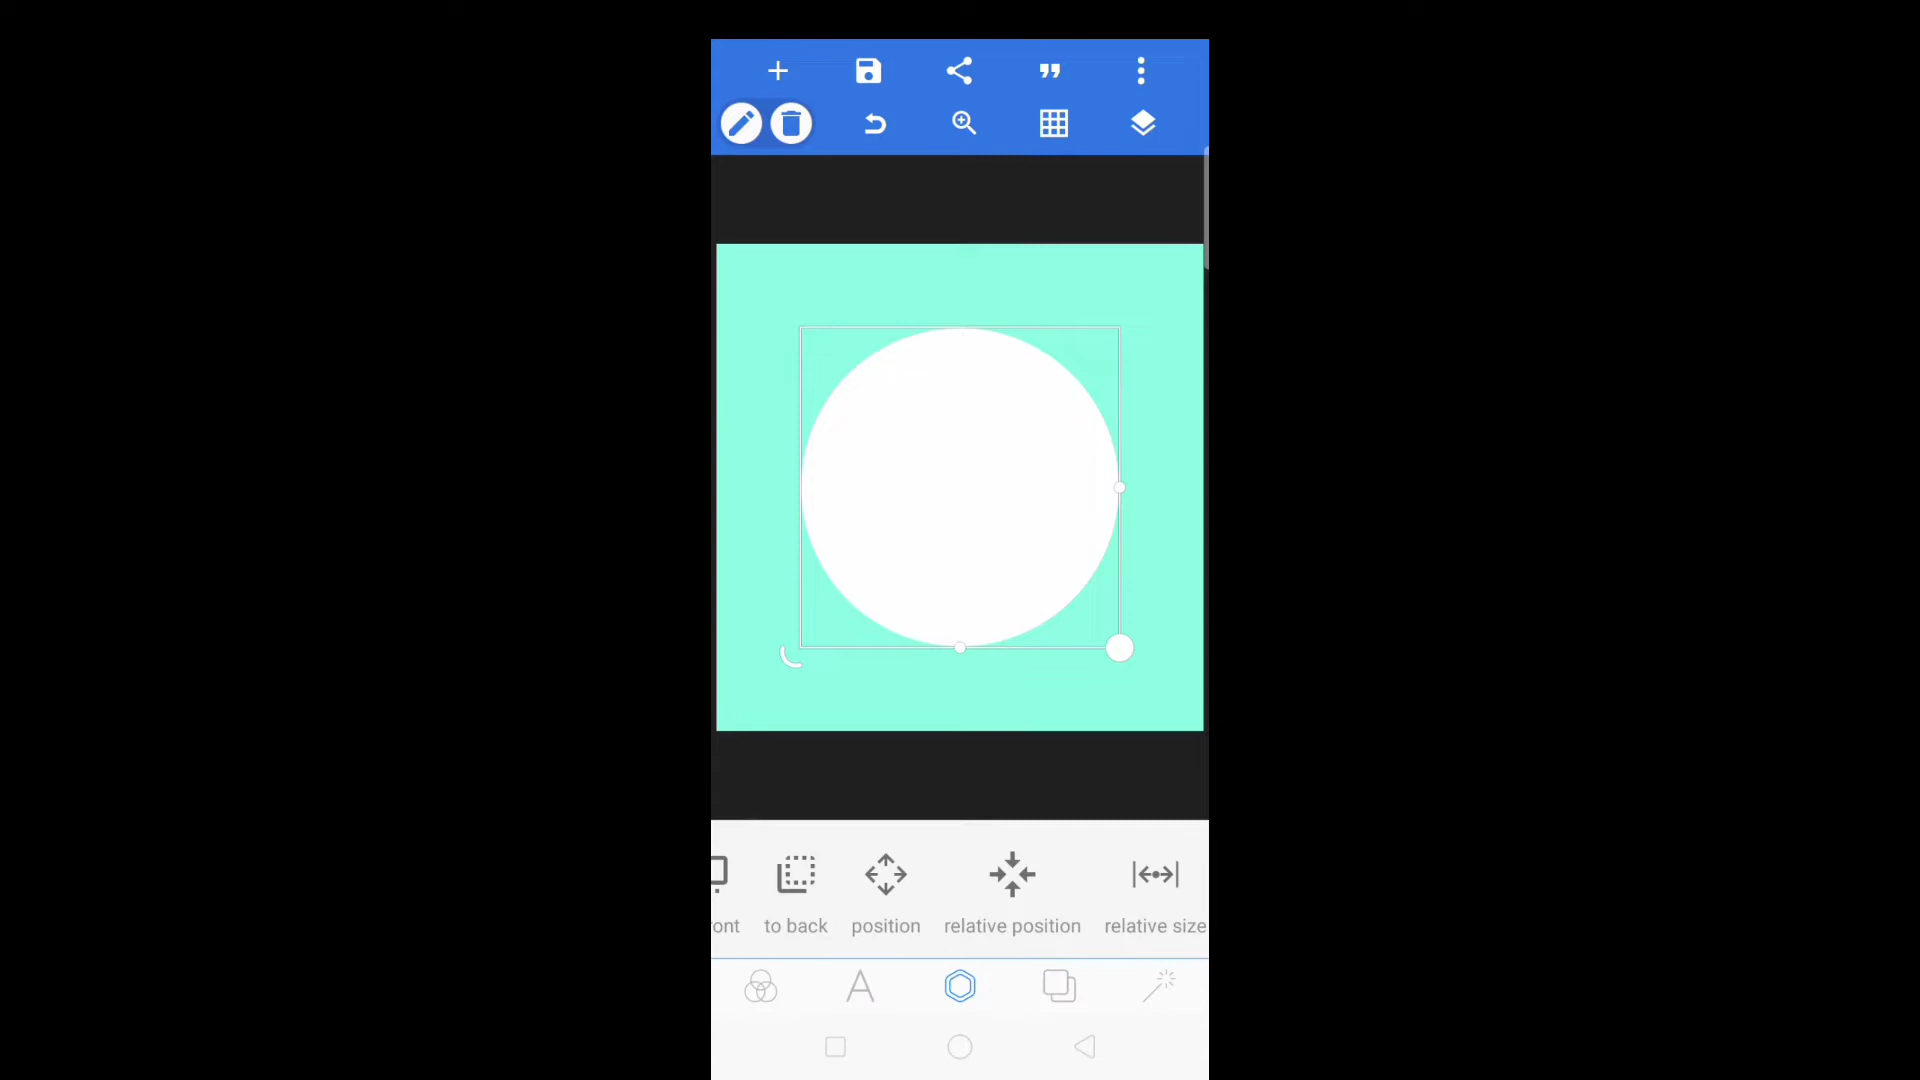 ont
to back
position
relative position
relative size